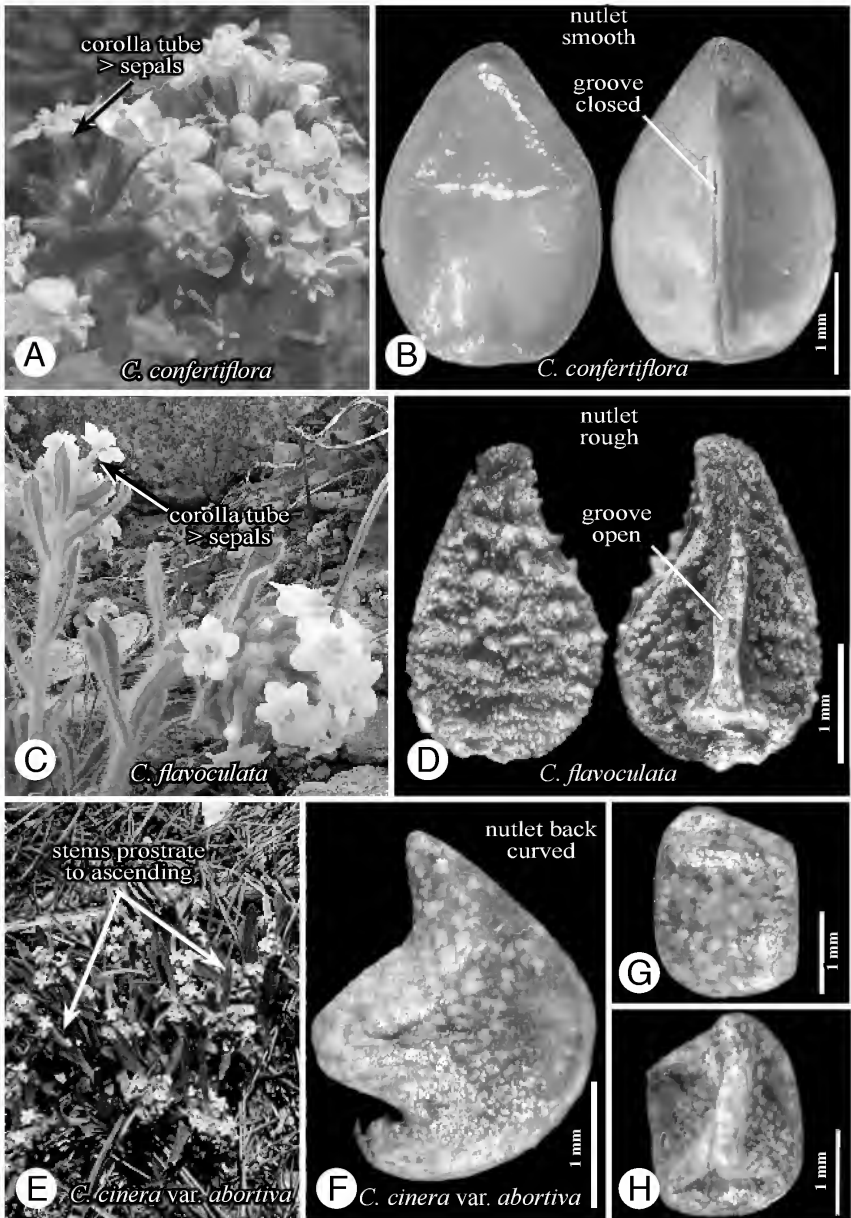 corolla tube
> sepals
A
C. confertiflora
nutlet
smooth
groove
closed
1 mm
B
C. confertiflora
corolla tube
> sepals
C
C. flavoculata
nutlet
rough
groove
open
1 mm
D
C. flavoculata
stems prostrate
to ascending
E
C. cinera var. abortiva
nutlet back
curved
1 mm
F
C. cinera var. abortiva
1 mm
G
1 mm
H